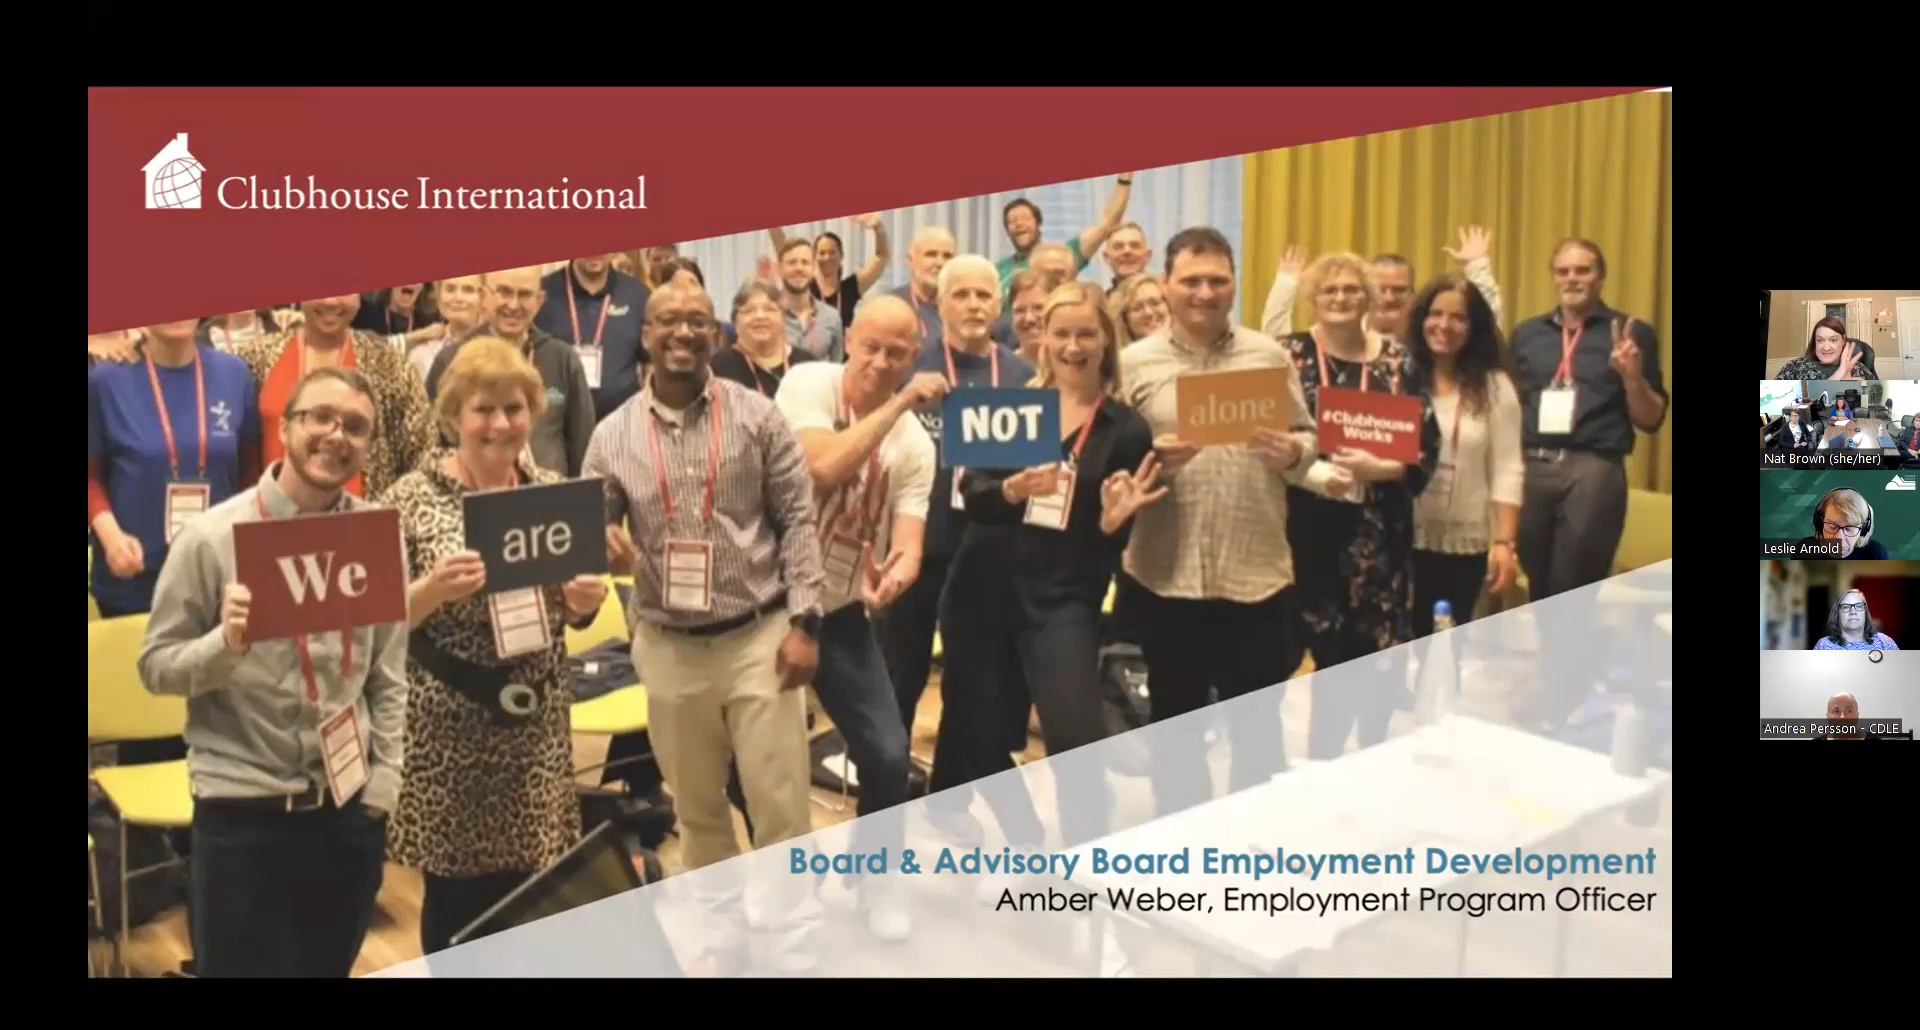 Clubhouse International
We
are
NOT
alone
#Clubhouse
Works
Board & Advisory Board Employment Development
Amber Weber, Employment Program Officer
Nat Brown (she/her)
Leslie Arnold
Andrea Persson - CDLE